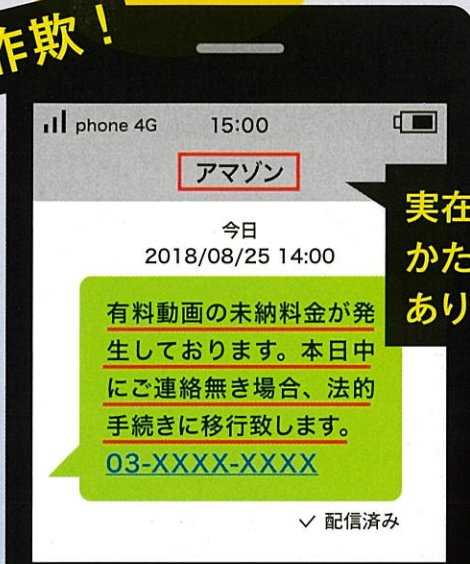 詐欺！
phone 4G 15:00
アマゾン
実在
かた
あり
今日
2018/08/25 14:00
有料動画の未納料金が発
生しております。本日中
にご連絡無き場合、法的
手続きに移行致します。
03-XXXX-XXXX
✓ 配信済み